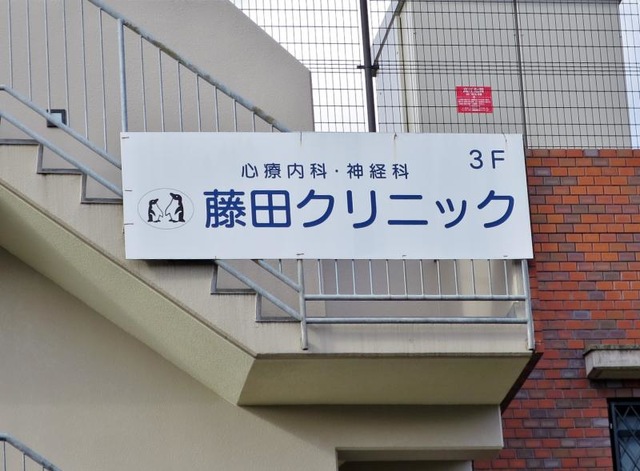 3F
心療内科・神経科
藤田クリニック